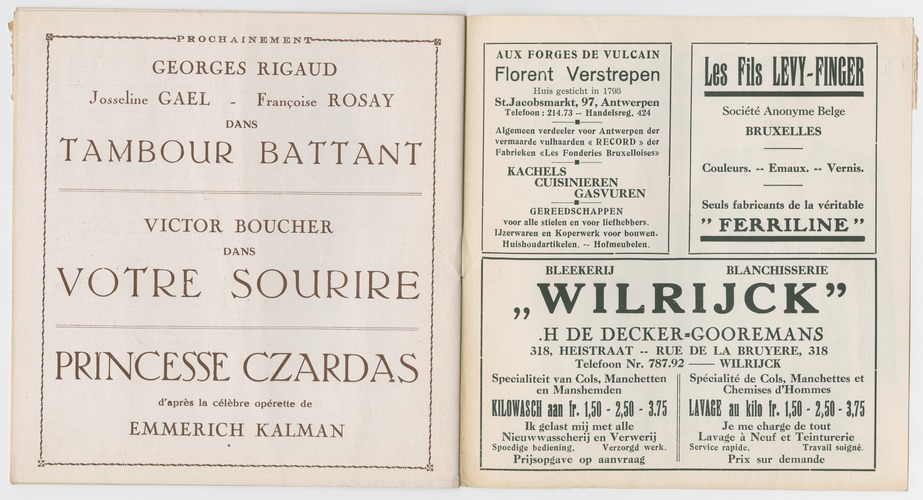 PROCHAINEMENT
GEORGES RIGAUD
Josseline GAEL - Françoise ROSAY
DANS
TAMBOUR BATTANT
VICTOR BOUCHER
DANS
VOTRE SOURIRE
PRINCESSE CZARDAS
d'après la célèbre opérette de
EMMERICH KALMAN
AUX FORGES DE VULCAIN
Florent Verstrepen
Huis gesticht in 1798
St.Jacobsmarkt, 97, Antwerpen
Telefoon : 214.73 -- Handelsreg. 424
Algemeen verdeeler voor Antwerpen der
vermaarde vulhaarden « RECORD » der
Fabrieken «Les Fonderies Bruxelloises»
KACHELS
CUISINIEREN
GASVUREN
GEREEDSCHAPPEN
voor alle stielen en voor liefhebbers.
IJzerwaren en Koperwerk voor bouwen.
Huishoudartikelen. -- Hofmeubelen.
Les Fils LEVY-FINGER
Société Anonyme Belge
BRUXELLES
Couleurs. -- Emaux. -- Vernis.
Seuls fabricants de la véritable
" FERRILINE "
BLEEKERIJ BLANCHISSERIE
„WILRIJCK”
.H DE DECKER=GOOREMANS
318, HEISTRAAT -- RUE DE LA BRUYERE, 318
Telefoon Nr. 787.92 —— WILRIJCK
Specialiteit van Cols, Manchetten
en Manshemden
KILOWASCH aan fr. 1,50 - 2,50 - 3.75
Ik gelast mij met alle
Nieuwwasscherij en Verwerij
Spoedige bediening. Verzorgd werk.
Prijsopgave op aanvraag
Spécialité de Cols, Manchettes et
Chemises d'Hommes
LAVAGE au kilo fr. 1,50 - 2,50 - 3,75
Je me charge de tout
Lavage à Neuf et Teinturerie
Service rapide. Travail soigné.
Prix sur demande